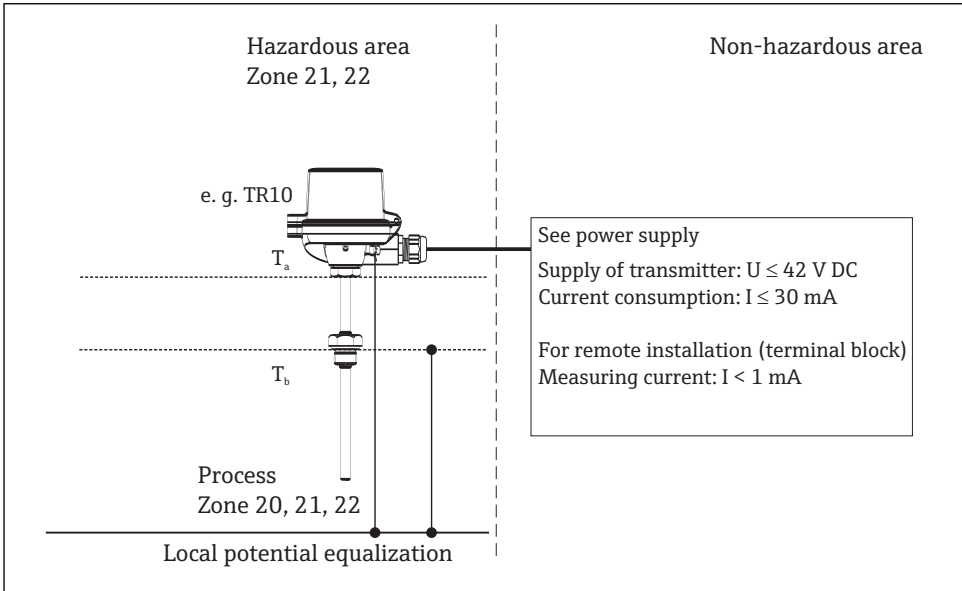 Hazardous area
Zone 21, 22
Non-hazardous area
e. g. TR10
Tₐ
T_b
See power supply
Supply of transmitter: U ≤ 42 V DC
Current consumption: I ≤ 30 mA
For remote installation (terminal block)
Measuring current: I < 1 mA
Process
Zone 20, 21, 22
Local potential equalization